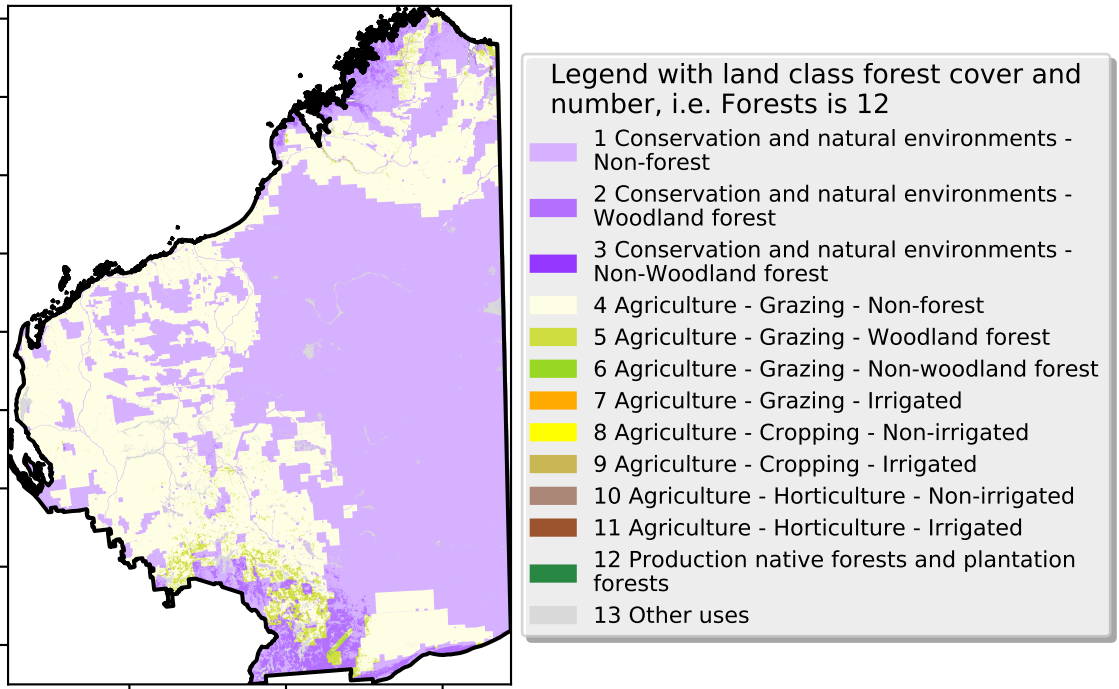 Legend with land class forest cover and
number, i.e. Forests is 12
1 Conservation and natural environments -
Non-forest
2 Conservation and natural environments -
Woodland forest
3 Conservation and natural environments -
Non-Woodland forest
4 Agriculture - Grazing - Non-forest
5 Agriculture - Grazing - Woodland forest
6 Agriculture - Grazing - Non-woodland forest
7 Agriculture - Grazing - Irrigated
8 Agriculture - Cropping - Non-irrigated
9 Agriculture - Cropping - Irrigated
10 Agriculture - Horticulture - Non-irrigated
11 Agriculture - Horticulture - Irrigated
12 Production native forests and plantation
forests
13 Other uses